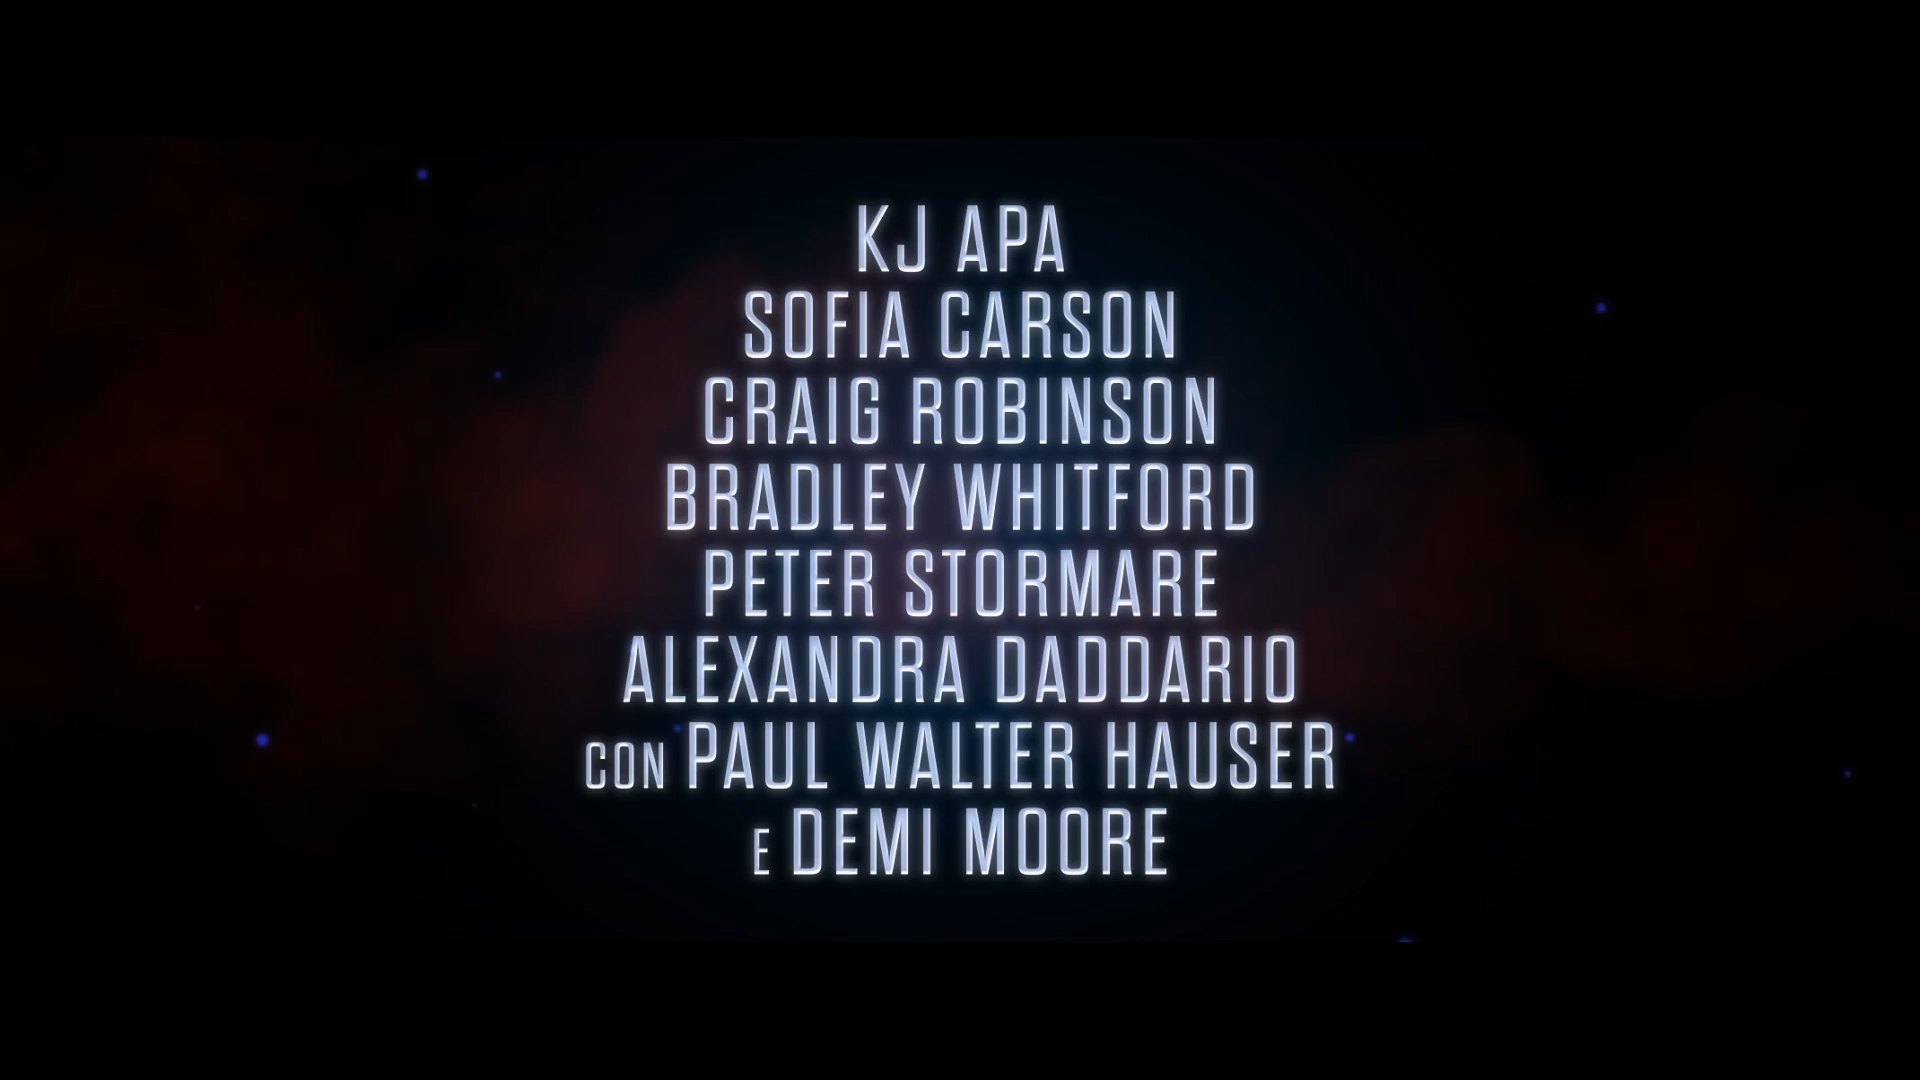 KJ APA
SOFIA CARSON
CRAIG ROBINSON
BRADLEY WHITFORD
PETER STORMARE
ALEXANDRA DADDARIO
CON PAUL WALTER HAUSER
E DEMI MOORE